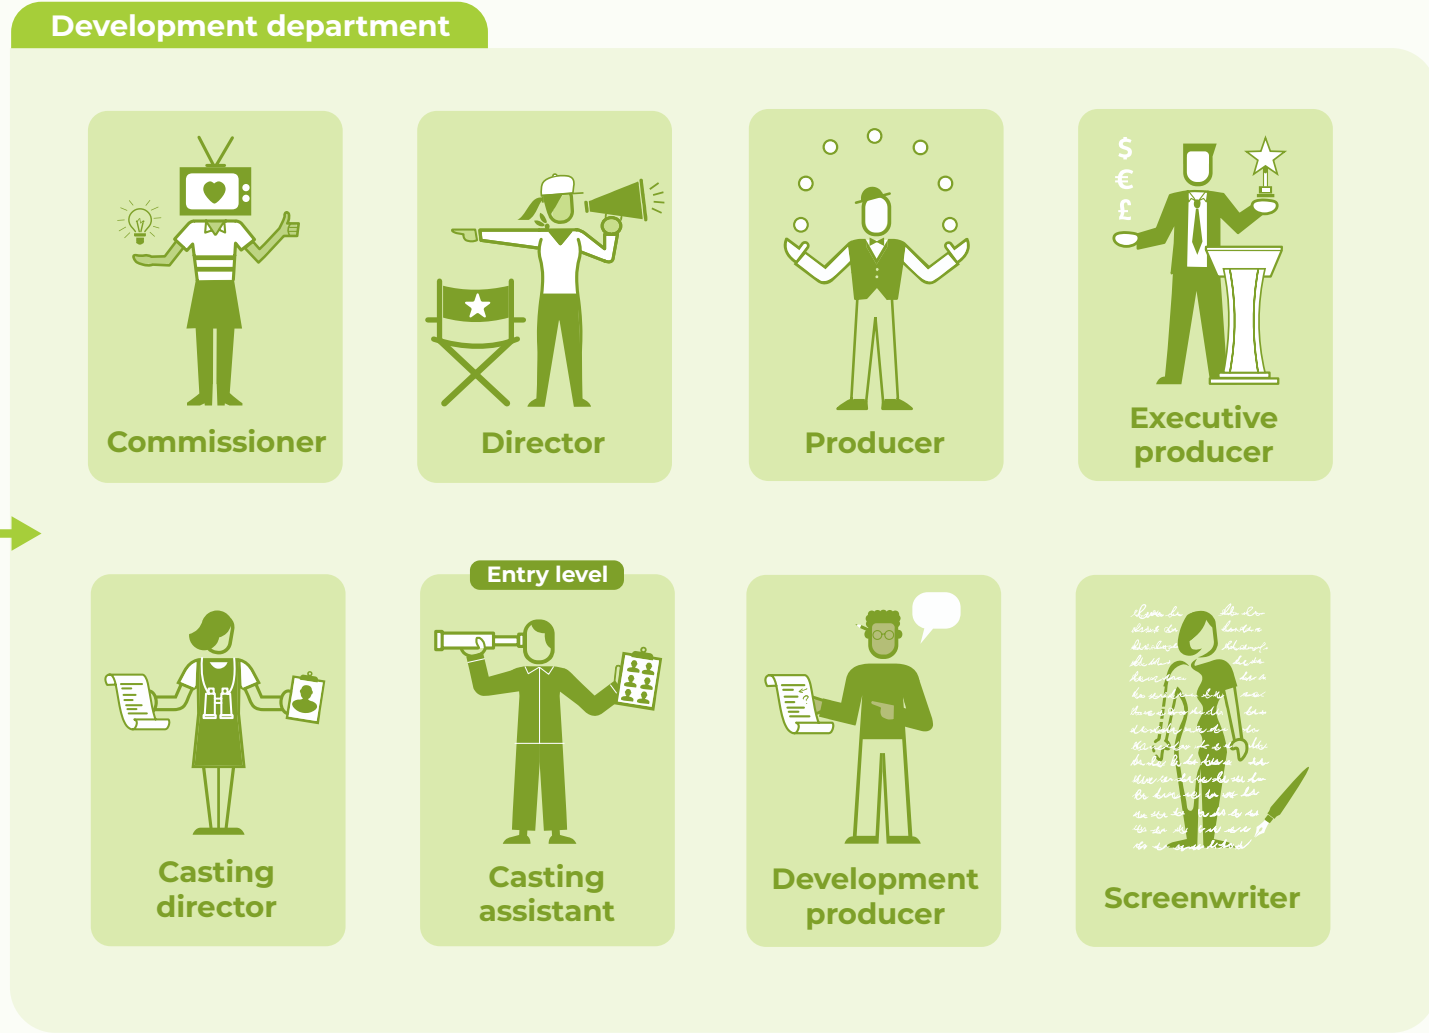 Development department
$
€
£
Commissioner
Director
Producer
Executive
producer
Entry level
Casting
director
Casting
assistant
Development
producer
Screenwriter